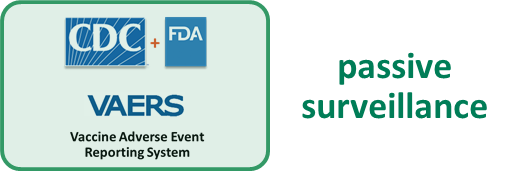 CDC + FDA
VAERS
Vaccine Adverse Event
Reporting System
passive
surveillance